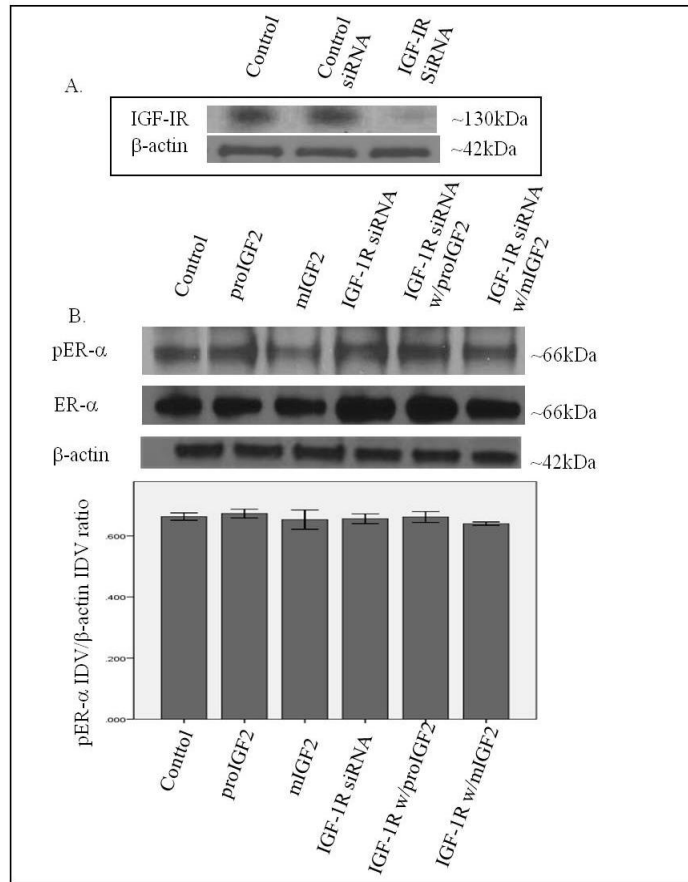 Control
Control
siRNA
IGF-IR
SiRNA
A.
IGF-IR
~130kDa
β-actin
~42kDa
Control
proIGF2
mIGF2
IGF-1R siRNA
IGF-1R siRNA
w/proIGF2
IGF-1R siRNA
w/mIGF2
B.
pER-α
~66kDa
ER-α
~66kDa
β-actin
~42kDa
pER-α IDV/β-actin IDV ratio
.600
.400
.200
.000
Conttol
proIGF2
mIGF2
IGF-1R siRNA
IGF-1R w/proIGF2
IGF-1R w/mIGF2